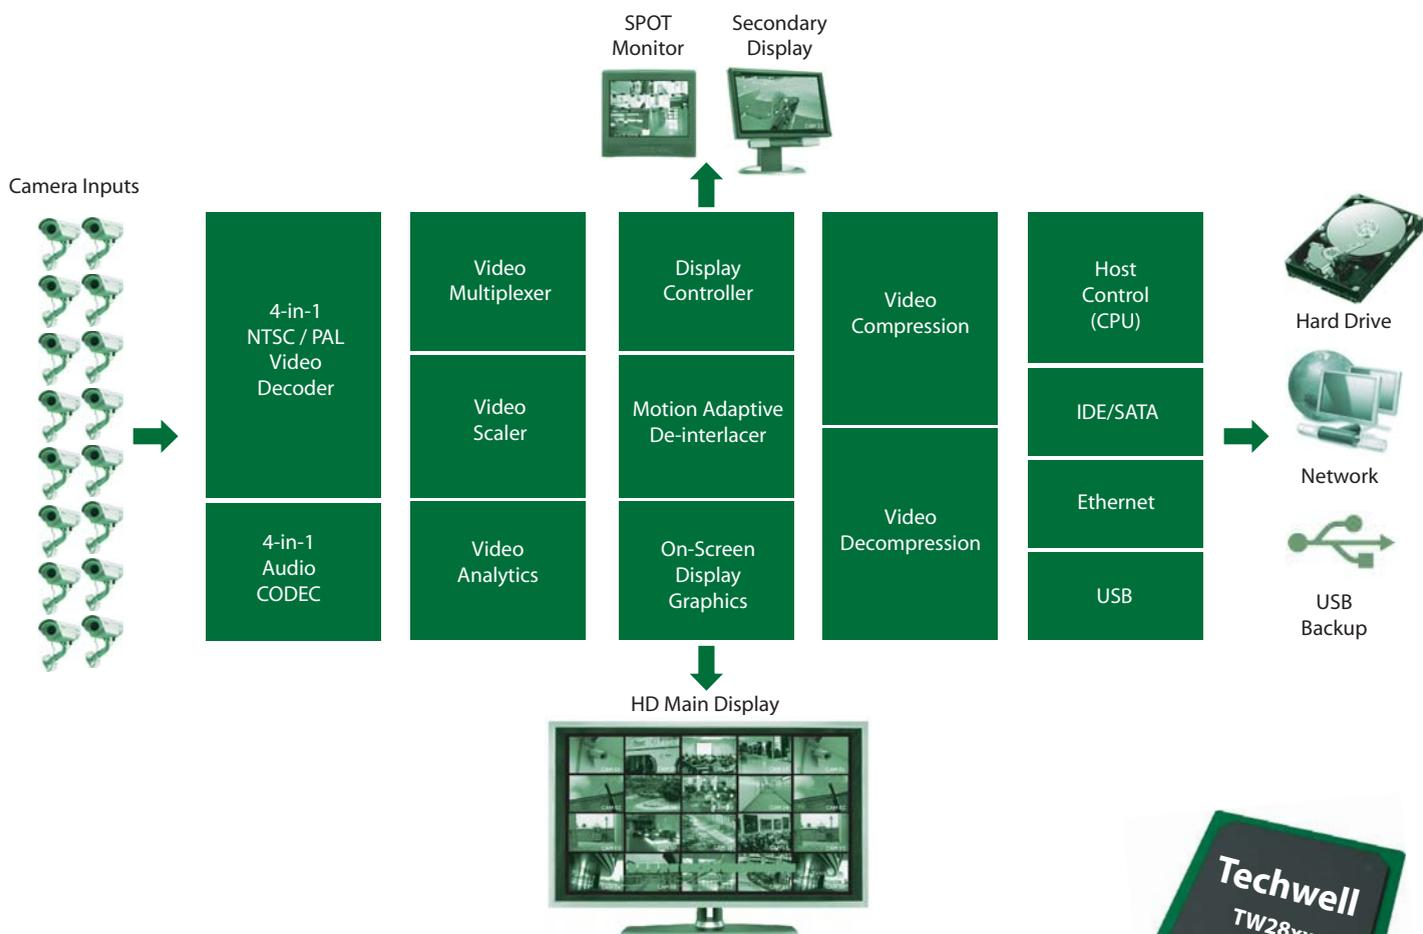 SPOT
Monitor
Secondary
Display
Camera Inputs
4-in-1
NTSC / PAL
Video
Decoder
4-in-1
Audio
CODEC
Video
Multiplexer
Video
Scaler
Video
Analytics
Display
Controller
Motion Adaptive
De-interlacer
On-Screen
Display
Graphics
Video
Compression
Video
Decompression
Host
Control
(CPU)
IDE/SATA
Ethernet
USB
Hard Drive
Network
USB
Backup
HD Main Display
Techwell